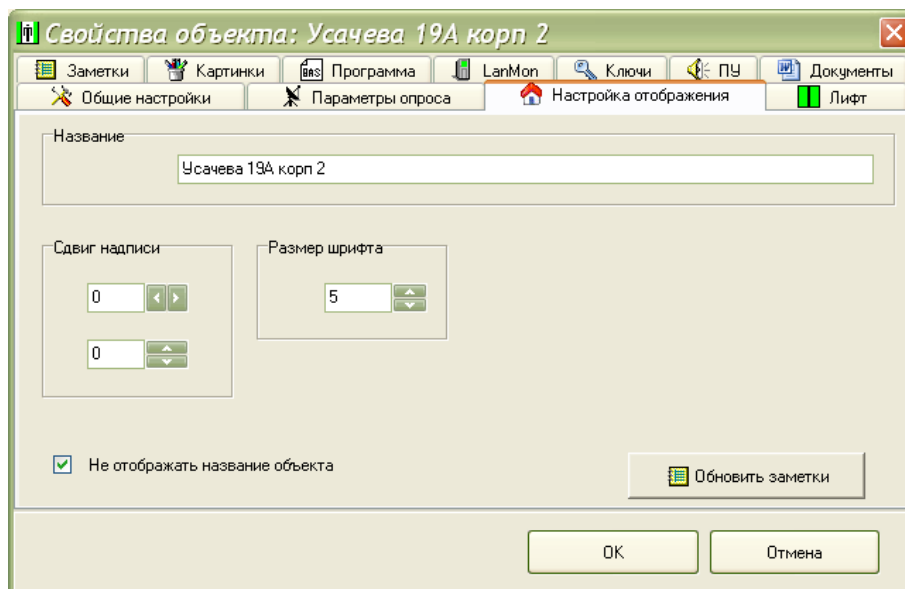 Свойства объекта: Усачева 19А корп 2
Заметки Картинки Программа LanMon Ключи ПУ Документы
Общие настройки Параметры опроса Настройка отображения Лифт
Название
Усачева 19А корп 2
Сдвиг надписи Размер шрифта
0 5
0
Не отображать название объекта
Обновить заметки
OK Отмена